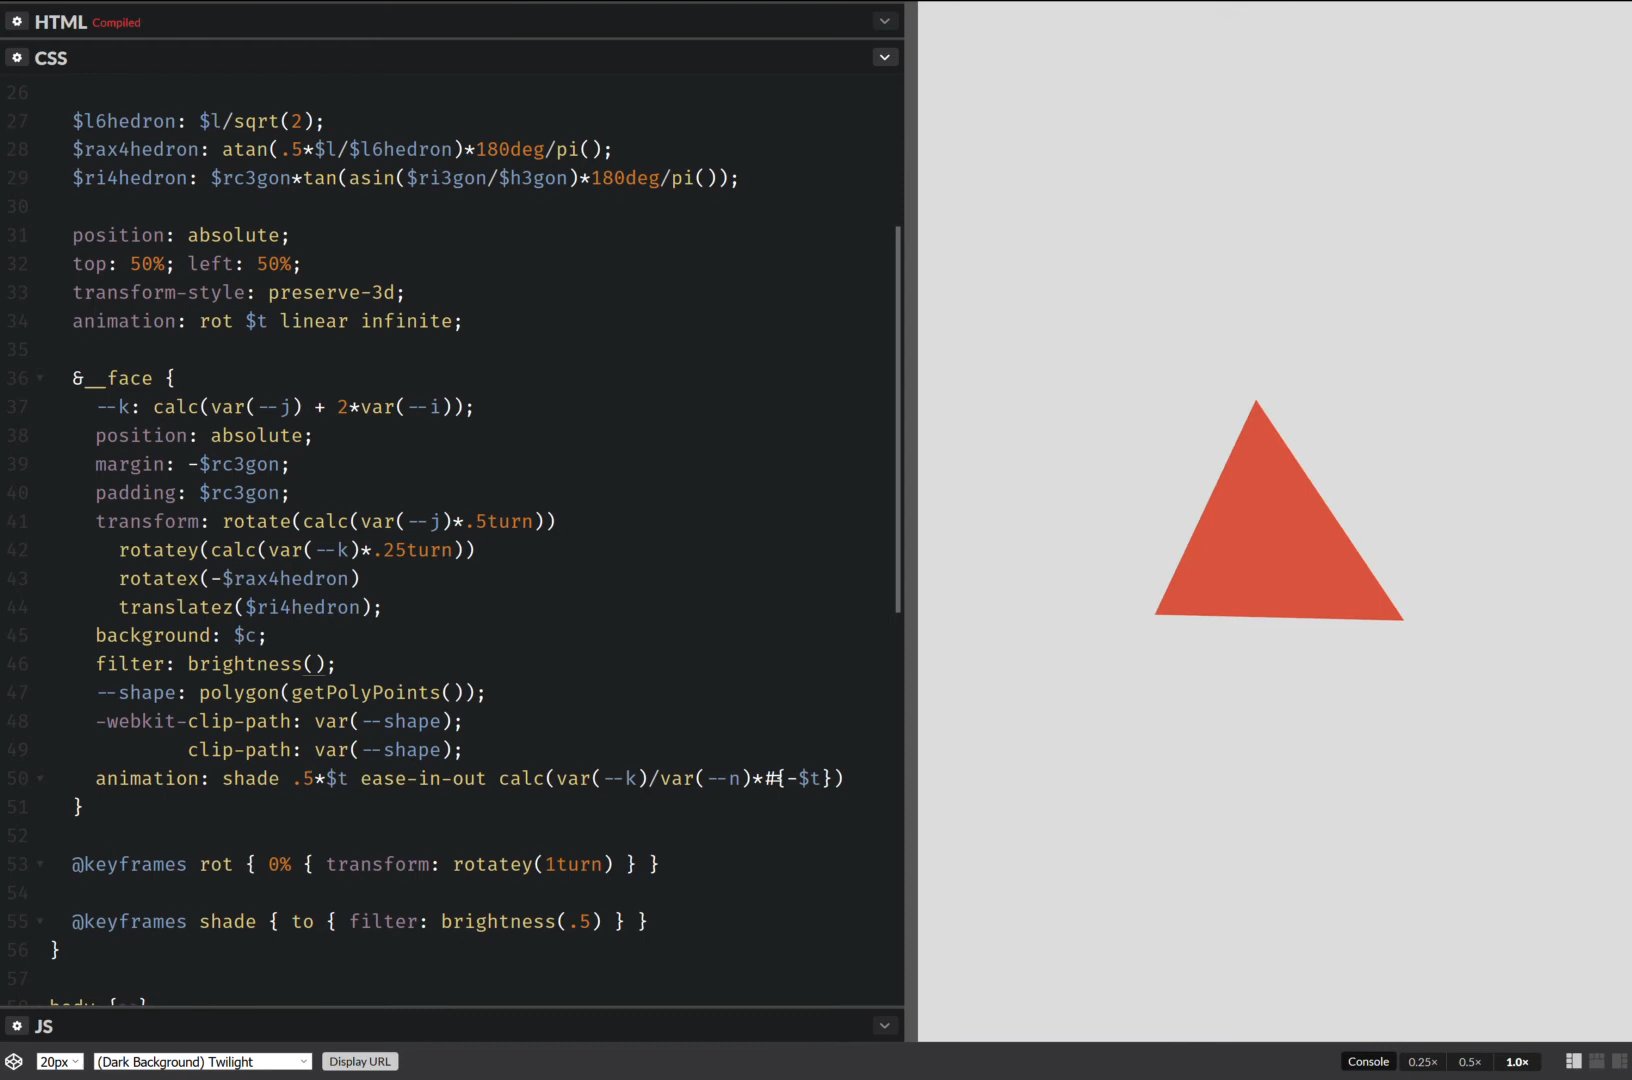 HTML Compiled
CSS
26
27 $l6hedron: $l/sqrt(2);
28 $rax4hedron: atan(.5*$l/$l6hedron)*180deg/pi();
29 $ri4hedron: $rc3gon*tan(asin($ri3gon/$h3gon)*180deg/pi());
30
31 position: absolute;
32 top: 50%; left: 50%;
33 transform-style: preserve-3d;
34 animation: rot $t linear infinite;
35
36 &__face {
37 --k: calc(var(--j) + 2*var(--i));
38 position: absolute;
39 margin: -$rc3gon;
40 padding: $rc3gon;
41 transform: rotate(calc(var(--j)*.5turn))
42 rotatey(calc(var(--k)*.25turn))
43 rotatex(-$rax4hedron)
44 translatez($ri4hedron);
45 background: $c;
46 filter: brightness();
47 --shape: polygon(getPolyPoints());
48 -webkit-clip-path: var(--shape);
49 clip-path: var(--shape);
50 animation: shade .5*$t ease-in-out calc(var(--k)/var(--n)*#{-$t})
51 }
52
53 @keyframes rot { 0% { transform: rotatey(1turn) } }
54
55 @keyframes shade { to { filter: brightness(.5) } }
56 }
57
JS
20px (Dark Background) Twilight Display URL Console 0.25× 0.5× 1.0×